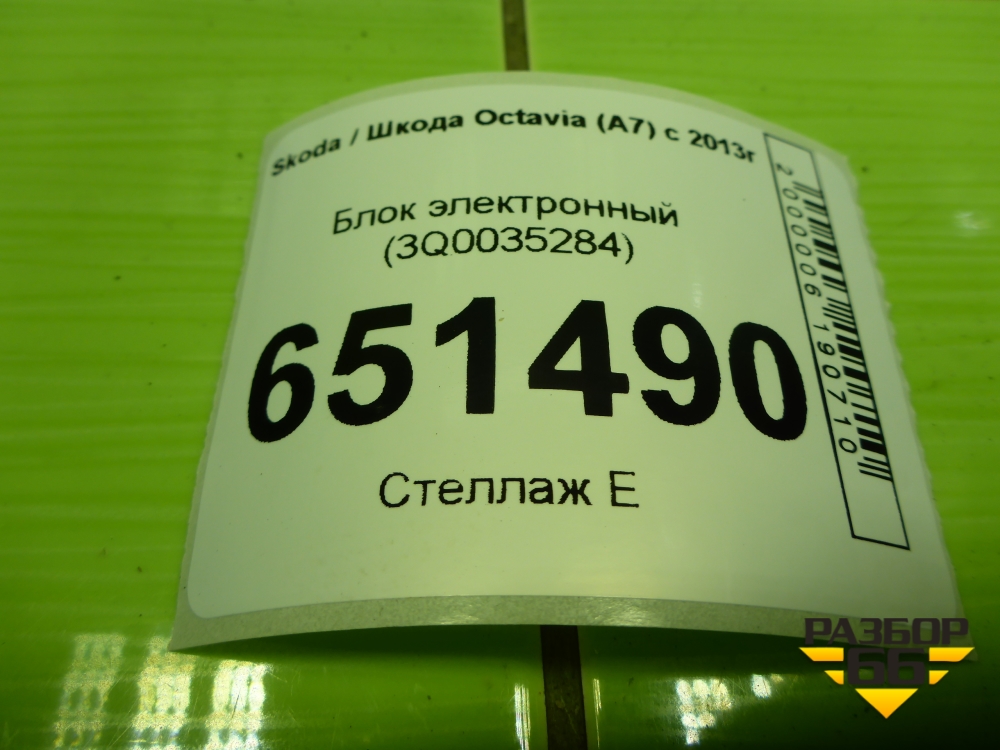 Skoda / Шкода Octavia (A7) с 2013г
Блок электронный
(3Q0035284)
651490
Стеллаж Е
2000006190710
РАЗБОР
66